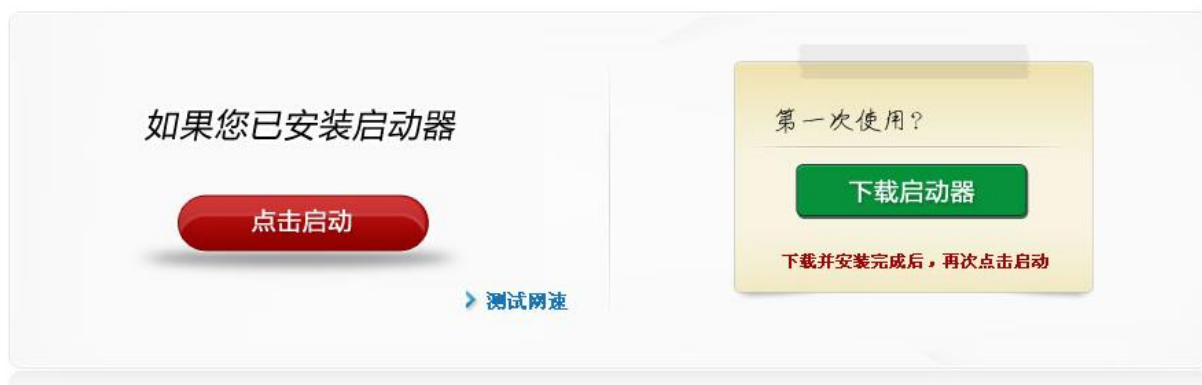 如果您已安装启动器
点击启动
测试网速
第一次使用?
下载启动器
下载并安装完成后，再次点击启动